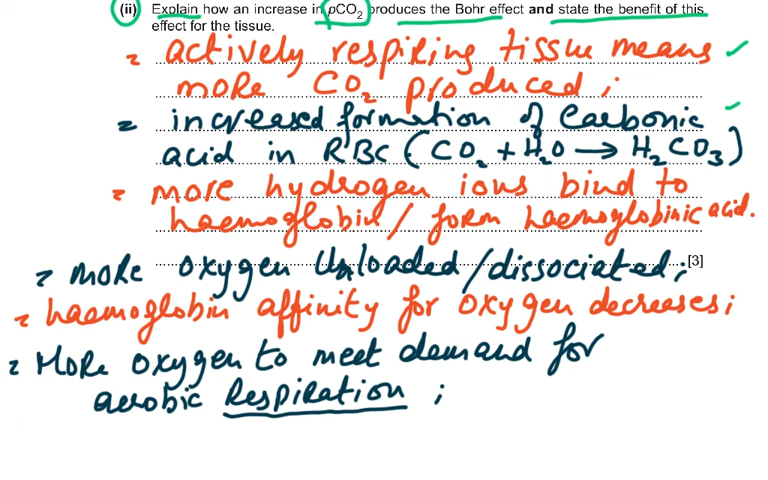 (ii) Explain how an increase in pCO₂ produces the Bohr effect and state the benefit of this
effect for the tissue.
= actively respiring tissue means
more CO₂ produced ;
= increased formation of Carbonic
acid in RBC ( CO₂ + H₂O → H₂CO₃ )
= more hydrogen ions bind to
haemoglobin / form haemoglobinic acid.
= more oxygen Unloaded / dissociated ; [3]
= haemoglobin affinity for oxygen decreases ;
= More oxygen to meet demand for
aerobic Respiration ;